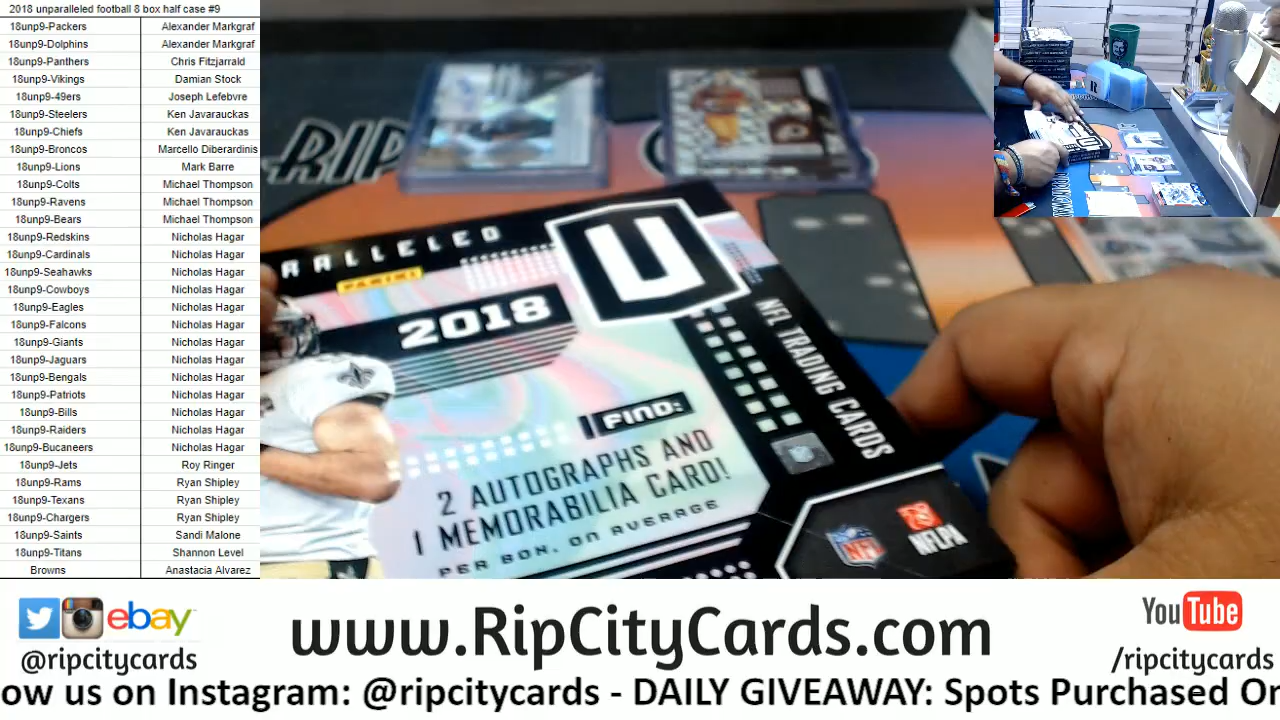 2018 unparalleled football 8 box half case #9
18unp9-Packers Alexander Markgraf
18unp9-Dolphins Alexander Markgraf
18unp9-Panthers Chris Fitzjarrald
18unp9-Vikings Damian Stock
18unp9-49ers Joseph Lefebvre
18unp9-Steelers Ken Javarauckas
18unp9-Chiefs Ken Javarauckas
18unp9-Broncos Marcello Diberardinis
18unp9-Lions Mark Barre
18unp9-Colts Michael Thompson
18unp9-Ravens Michael Thompson
18unp9-Bears Michael Thompson
18unp9-Redskins Nicholas Hagar
18unp9-Cardinals Nicholas Hagar
18unp9-Seahawks Nicholas Hagar
18unp9-Cowboys Nicholas Hagar
18unp9-Eagles Nicholas Hagar
18unp9-Falcons Nicholas Hagar
18unp9-Giants Nicholas Hagar
18unp9-Jaguars Nicholas Hagar
18unp9-Bengals Nicholas Hagar
18unp9-Patriots Nicholas Hagar
18unp9-Bills Nicholas Hagar
18unp9-Raiders Nicholas Hagar
18unp9-Bucaneers Nicholas Hagar
18unp9-Jets Roy Ringer
18unp9-Rams Ryan Shipley
18unp9-Texans Ryan Shipley
18unp9-Chargers Ryan Shipley
18unp9-Saints Sandi Malone
18unp9-Titans Shannon Level
Browns Anastacia Alvarez
RIP
RALLELED
PANINI
U
2018
NFL TRADING CARDS
FIND:
2 AUTOGRAPHS AND
1 MEMORABILIA CARD!
PER BOX, ON AVERAGE
NFL
NFLPA
ebay
@ripcitycards
www.RipCityCards.com
YouTube
/ripcitycards
ow us on Instagram: @ripcitycards - DAILY GIVEAWAY: Spots Purchased Or